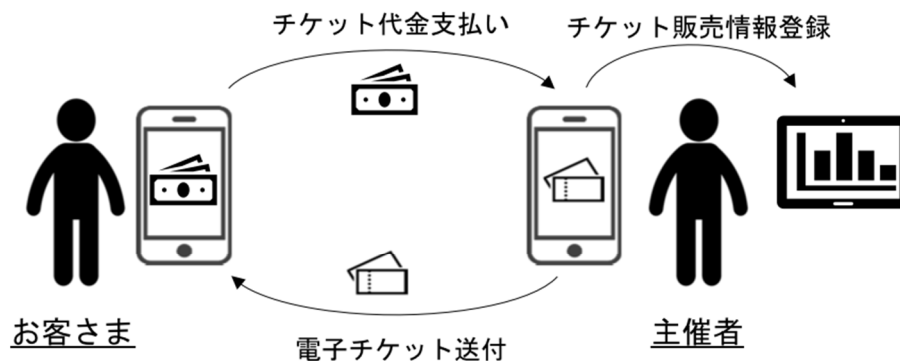 チケット代金支払い
チケット販売情報登録
お客さま
電子チケット送付
主催者